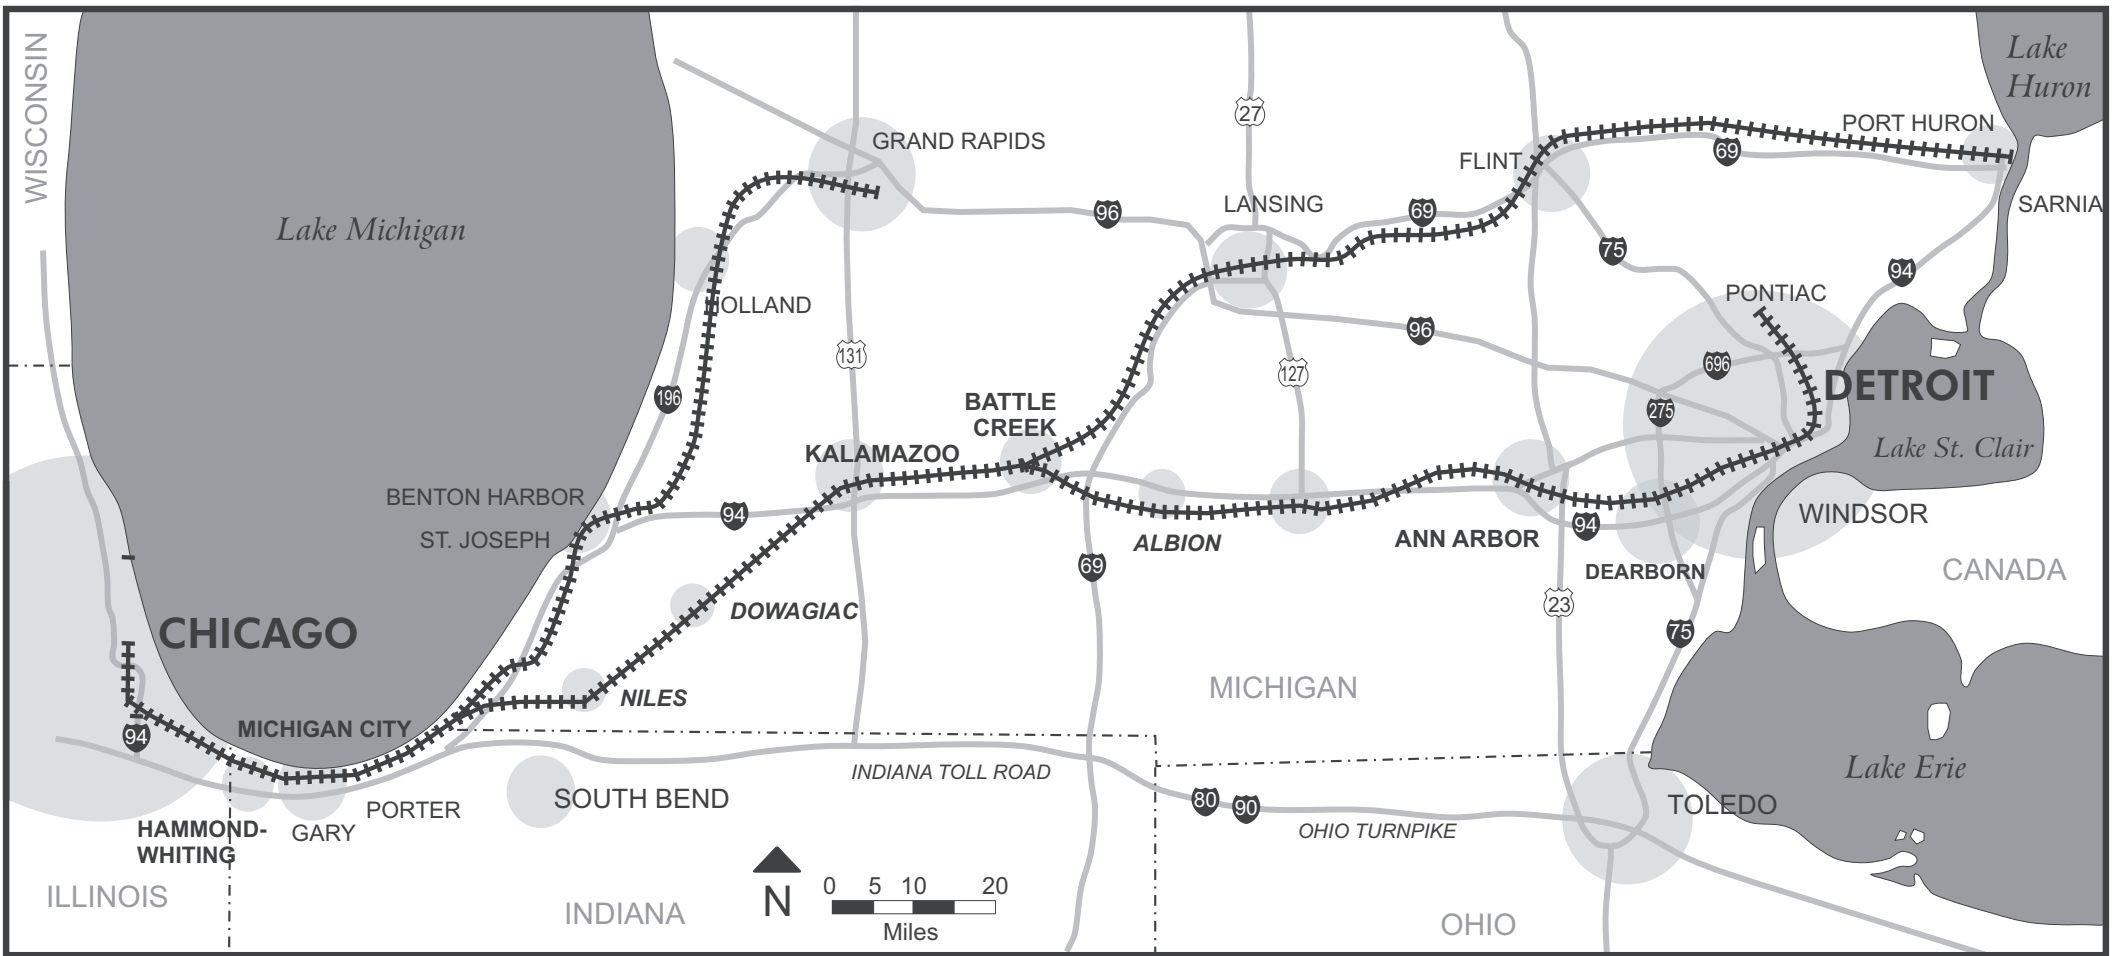 WISCONSIN
Lake
Huron
27
GRAND RAPIDS
PORT HURON
69
FLINT
LANSING
96
69
SARNIA
Lake Michigan
75
94
PONTIAC
HOLLAND
96
131
696
127
196
DETROIT
275
BATTLE
CREEK
Lake St. Clair
KALAMAZOO
BENTON HARBOR
94
WINDSOR
ST. JOSEPH
ALBION
ANN ARBOR
94
69
DEARBORN
CANADA
DOWAGIAC
23
CHICAGO
75
NILES
MICHIGAN
MICHIGAN CITY
94
INDIANA TOLL ROAD
Lake Erie
SOUTH BEND
80
90
TOLEDO
PORTER
HAMMOND-
WHITING
GARY
OHIO TURNPIKE
ILLINOIS
N
0 5 10 20
Miles
INDIANA
OHIO